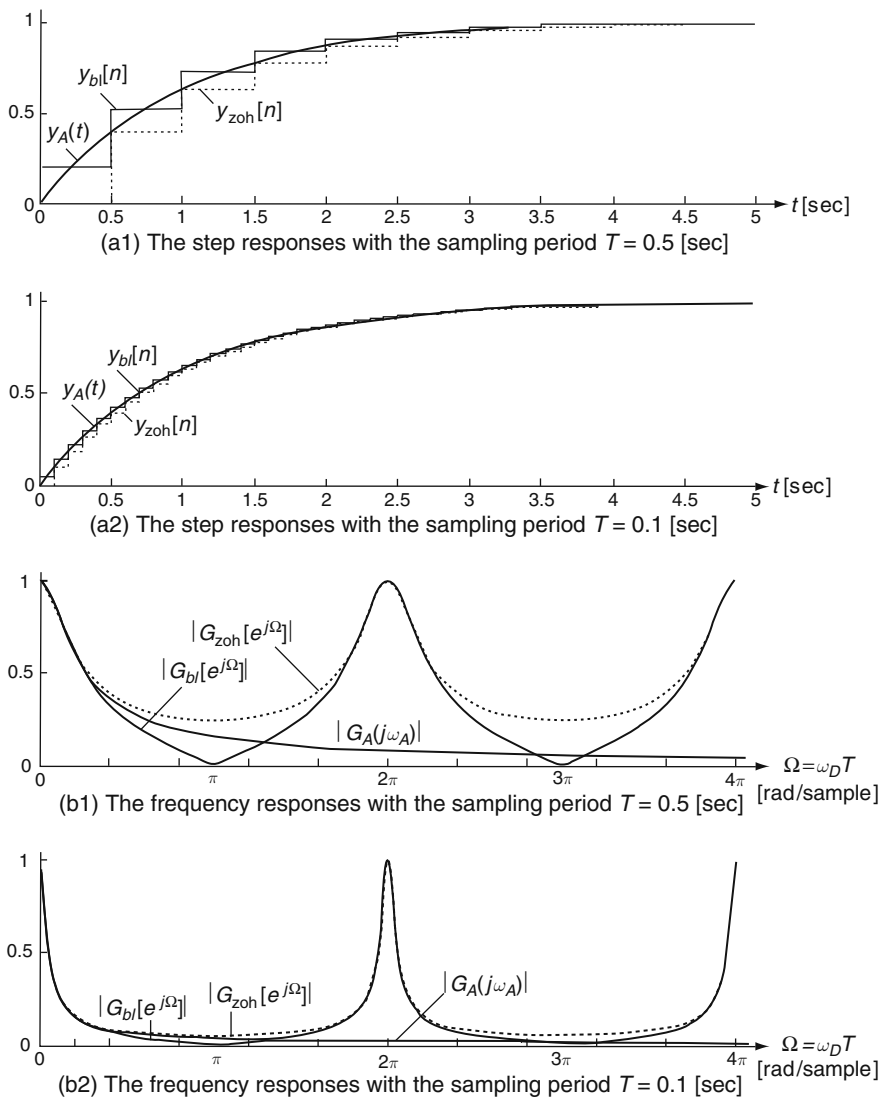 1
y_bl[n]
0.5
y_zoh[n]
y_A(t)
0
0 0.5 1 1.5 2 2.5 3 3.5 4 4.5 5 t [sec]
(a1) The step responses with the sampling period T = 0.5 [sec]
1
y_bl[n]
y_A(t)
0.5
y_zoh[n]
0
0 0.5 1 1.5 2 2.5 3 3.5 4 4.5 5 t [sec]
(a2) The step responses with the sampling period T = 0.1 [sec]
1
|G_zoh[e^jΩ]|
0.5
|G_bl[e^jΩ]|
|G_A(jω_A)|
0
0 π 2π 3π 4π Ω=ω_D T
[rad/sample]
(b1) The frequency responses with the sampling period T = 0.5 [sec]
1
0.5
|G_bl[e^jΩ]| |G_zoh[e^jΩ]| |G_A(jω_A)|
0
0 π 2π 3π 4π Ω=ω_D T
[rad/sample]
(b2) The frequency responses with the sampling period T = 0.1 [sec]